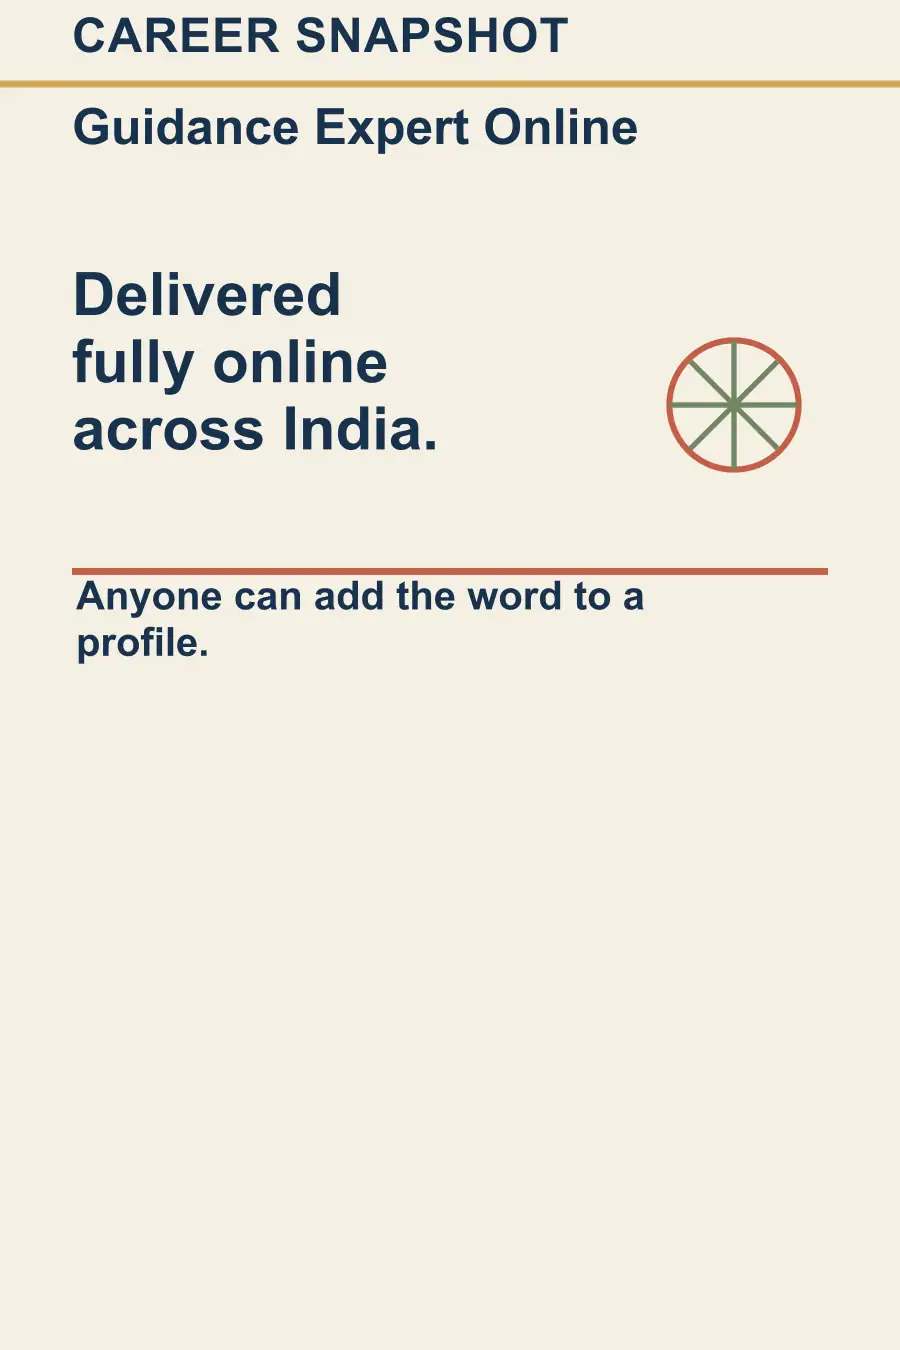 CAREER SNAPSHOT
Guidance Expert Online
Delivered
fully online
across India.
Anyone can add the word to a
profile.